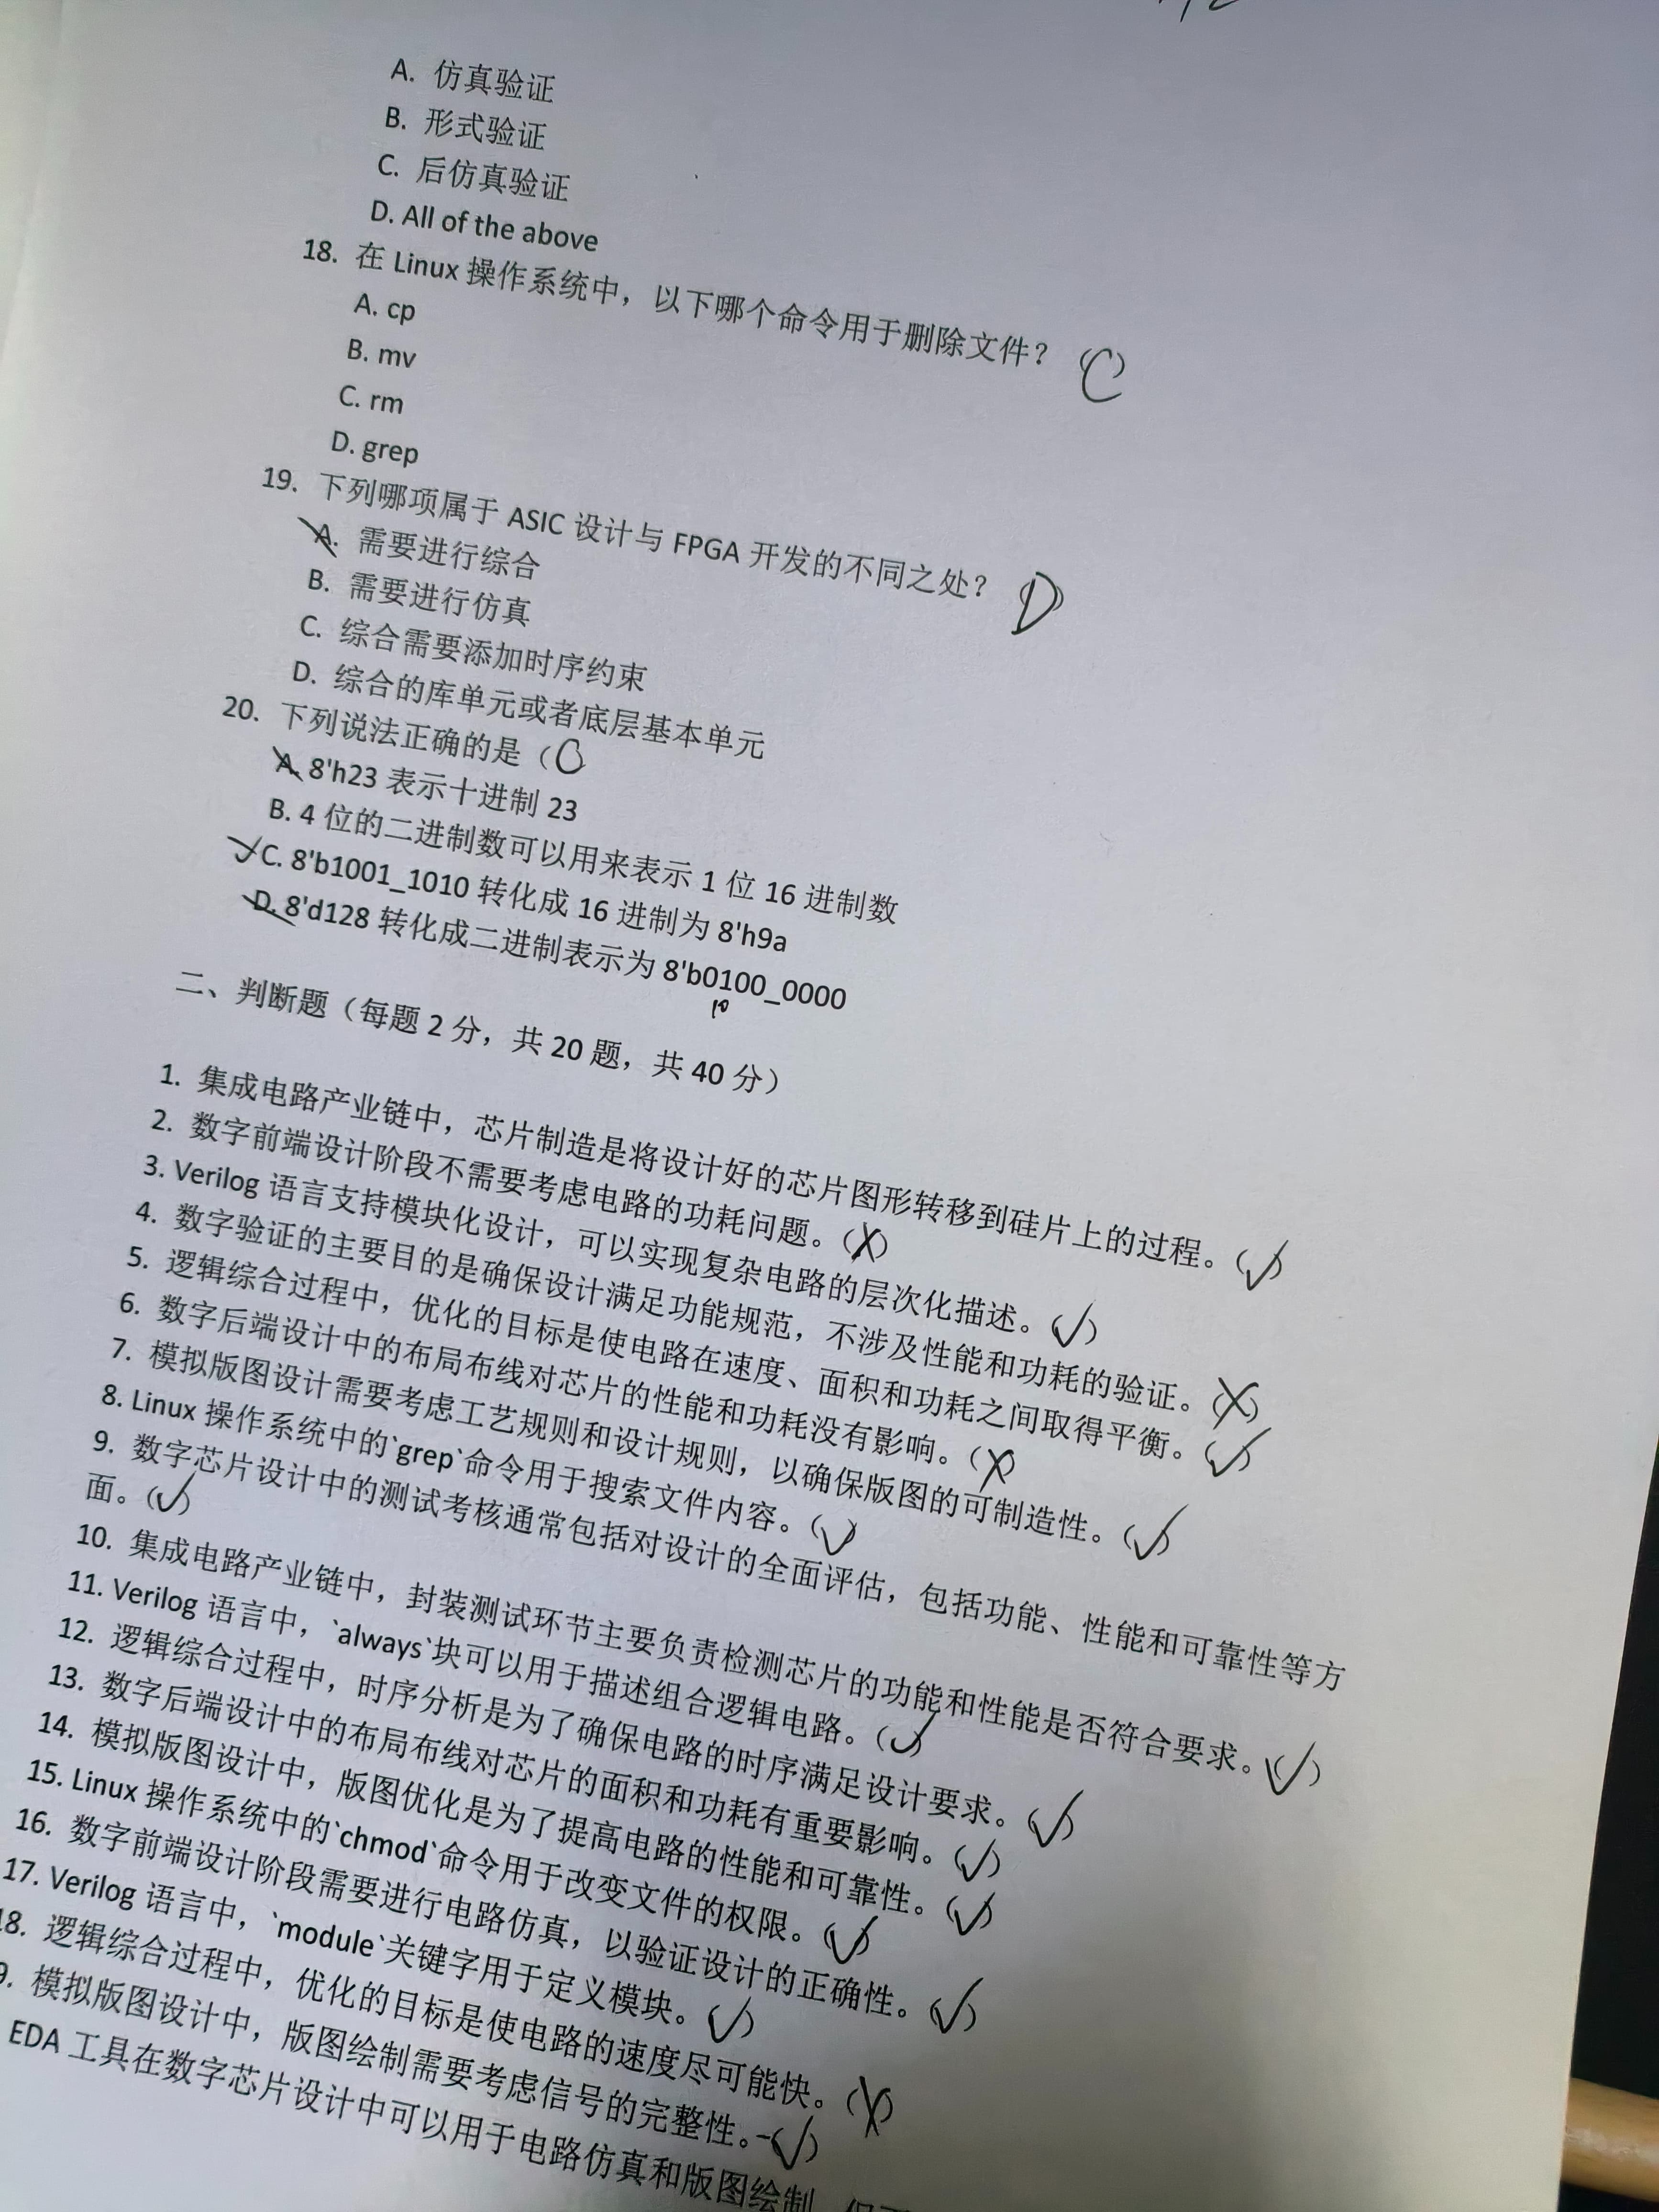 A. 仿真验证
B. 形式验证
C. 后仿真验证
D. All of the above
18. 在 Linux 操作系统中，以下哪个命令用于删除文件？ (C)
A. cp
B. mv
C. rm
D. grep
19. 下列哪项属于 ASIC 设计与 FPGA 开发的不同之处？ (D)
A. 需要进行综合
B. 需要进行仿真
C. 综合需要添加时序约束
D. 综合的库单元或者底层基本单元
20. 下列说法正确的是（C
A. 8'h23 表示十进制 23
B. 4 位的二进制数可以用来表示 1 位 16 进制数
✓C. 8'b1001_1010 转化成 16 进制为 8'h9a
D. 8'd128 转化成二进制表示为 8'b0100_0000
10
二、判断题（每题 2 分，共 20 题，共 40 分）
1. 集成电路产业链中，芯片制造是将设计好的芯片图形转移到硅片上的过程。(✓)
2. 数字前端设计阶段不需要考虑电路的功耗问题。(X)
3. Verilog 语言支持模块化设计，可以实现复杂电路的层次化描述。(✓)
4. 数字验证的主要目的是确保设计满足功能规范，不涉及性能和功耗的验证。(X)
5. 逻辑综合过程中，优化的目标是使电路在速度、面积和功耗之间取得平衡。(✓)
6. 数字后端设计中的布局布线对芯片的性能和功耗没有影响。(X)
7. 模拟版图设计需要考虑工艺规则和设计规则，以确保版图的可制造性。(✓)
8. Linux 操作系统中的`grep`命令用于搜索文件内容。(✓)
9. 数字芯片设计中的测试考核通常包括对设计的全面评估，包括功能、性能和可靠性等方
面。(✓)
10. 集成电路产业链中，封装测试环节主要负责检测芯片的功能和性能是否符合要求。(✓)
11. Verilog 语言中，`always`块可以用于描述组合逻辑电路。(✓)
12. 逻辑综合过程中，时序分析是为了确保电路的时序满足设计要求。(✓)
13. 数字后端设计中的布局布线对芯片的面积和功耗有重要影响。(✓)
14. 模拟版图设计中，版图优化是为了提高电路的性能和可靠性。(✓)
15. Linux 操作系统中的`chmod`命令用于改变文件的权限。(✓)
16. 数字前端设计阶段需要进行电路仿真，以验证设计的正确性。(✓)
17. Verilog 语言中，`module`关键字用于定义模块。(✓)
18. 逻辑综合过程中，优化的目标是使电路的速度尽可能快。(X)
9. 模拟版图设计中，版图绘制需要考虑信号的完整性。(✓)
EDA 工具在数字芯片设计中可以用于电路仿真和版图绘制